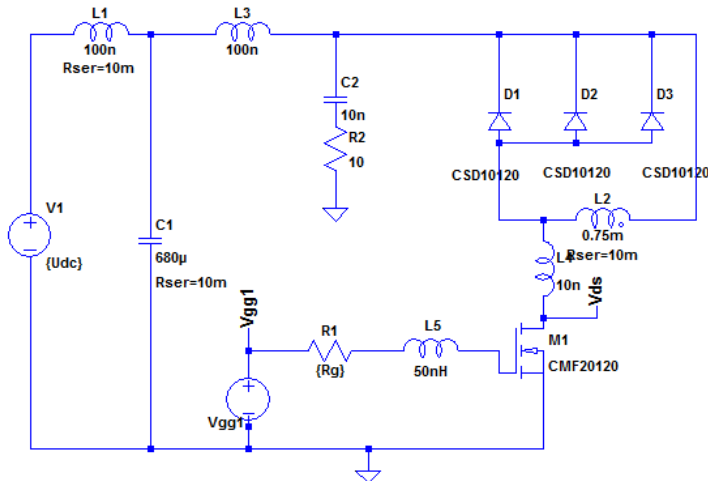 L1
100n
Rser=10m
L3
100n
C2
10n
R2
10
D1
D2
D3
CSD10120
CSD10120
CSD10120
V1
{Udc}
C1
680µ
Rser=10m
L2
0.75m
Rser=10m
L4
10n
Vds
Vgg1
R1
{Rg}
L5
50nH
M1
CMF20120
Vgg1